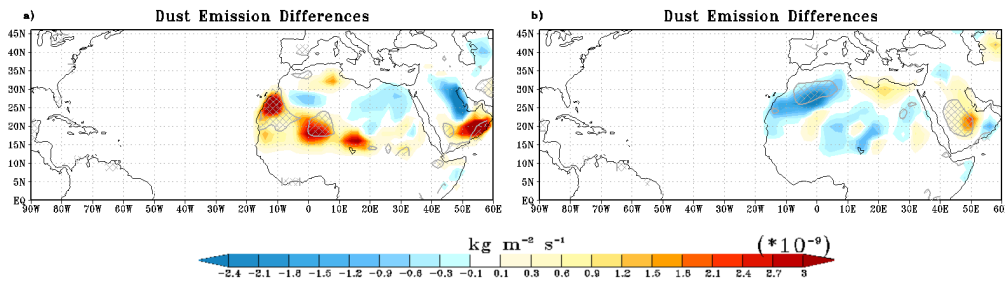 a) Dust Emission Differences
b) Dust Emission Differences
45N
40N
35N
30N
25N
20N
15N
10N
5N
EQ
90W 80W 70W 60W 50W 40W 30W 20W 10W 0 10E 20E 30E 40E 50E 60E
45N
40N
35N
30N
25N
20N
15N
10N
5N
EQ
90W 80W 70W 60W 50W 40W 30W 20W 10W 0 10E 20E 30E 40E 50E 60E
kg m⁻² s⁻¹ (*10⁻⁹)
-2.4 -2.1 -1.8 -1.5 -1.2 -0.9 -0.6 -0.3 -0.1 0.1 0.3 0.6 0.9 1.2 1.5 1.8 2.1 2.4 2.7 3